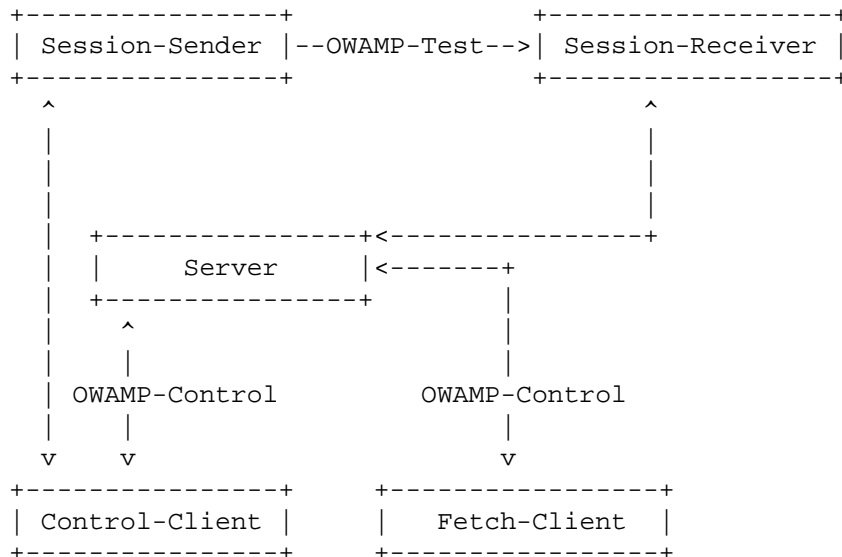 Session-Sender --OWAMP-Test--> Session-Receiver
Server
OWAMP-Control OWAMP-Control
Control-Client Fetch-Client